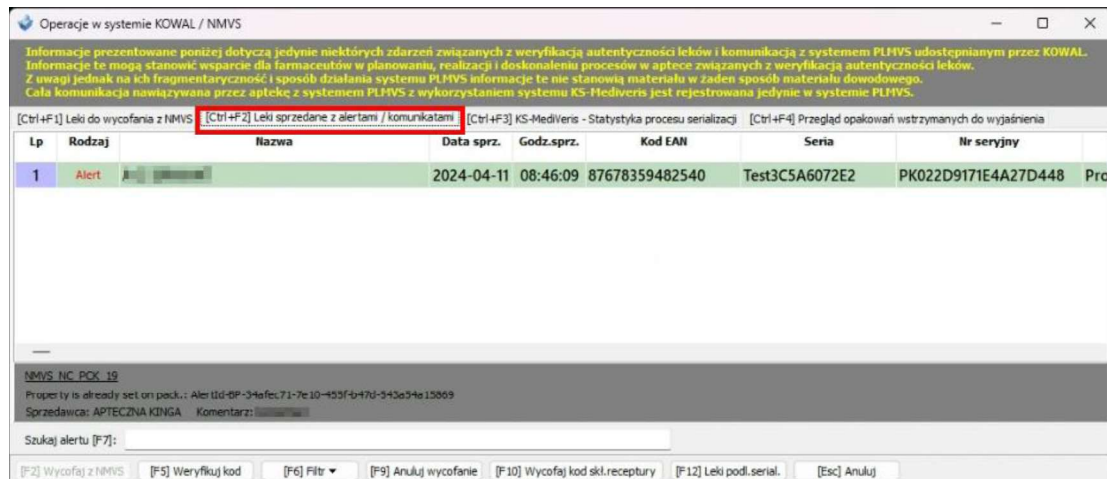 Operacje w systemie KOWAL / NMVS
Informacje prezentowane poniżej dotyczą jedynie niektórych zdarzeń związanych z weryfikacją autentyczności leków i komunikacją z systemem PLMVS udostępnianym przez KOWAL.
Informacje te mogą stanowić wsparcie dla farmaceutów w planowaniu, realizacji i doskonaleniu procesów w aptece związanych z weryfikacją autentyczności leków.
Z uwagi jednak na ich fragmentaryczność i sposób działania systemu PLMVS informacje te nie stanowią materiału w żaden sposób materiału dowodowego.
Cała komunikacja nawiązywana przez aptekę z systemem PLMVS z wykorzystaniem systemu KS-Mediveris jest rejestrowana jedynie w systemie PLMVS.
[Ctrl+F1] Leki do wycofania z NMVS [Ctrl+F2] Leki sprzedane z alertami / komunikatami [Ctrl+F3] KS-MediVeris - Statystyka procesu serializacji [Ctrl+F4] Przegląd opakowań wstrzymanych do wyjaśnienia
Lp Rodzaj Nazwa Data sprz. Godz.sprz. Kod EAN Seria Nr seryjny
1 Alert 2024-04-11 08:46:09 87678359482540 Test3C5A6072E2 PK022D9171E4A27D448 Pro
NMVS_NC_PCK_19
Property is already set on pack.: AlertId-BP-34afec71-7e10-455f-b47d-543a54a15869
Sprzedawca: APTECZNA KINGA Komentarz:
Szukaj alertu [F7]:
[F2] Wycofaj z NMVS [F5] Weryfikuj kod [F6] Filtr [F9] Anuluj wycofanie [F10] Wycofaj kod skł.receptury [F12] Leki podl.serial. [Esc] Anuluj